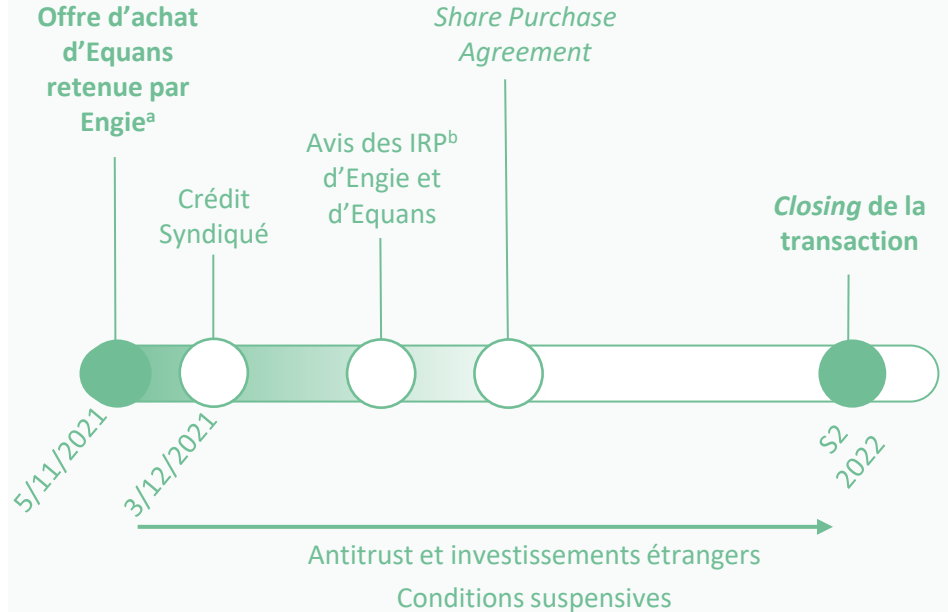 Offre d’achat
d’Equans
retenue par
Engieᵃ
Crédit
Syndiqué
Avis des IRPᵇ
d’Engie et
d’Equans
Share Purchase
Agreement
Closing de la
transaction
5/11/2021
3/12/2021
S2
2022
Antitrust et investissements étrangers
Conditions suspensives